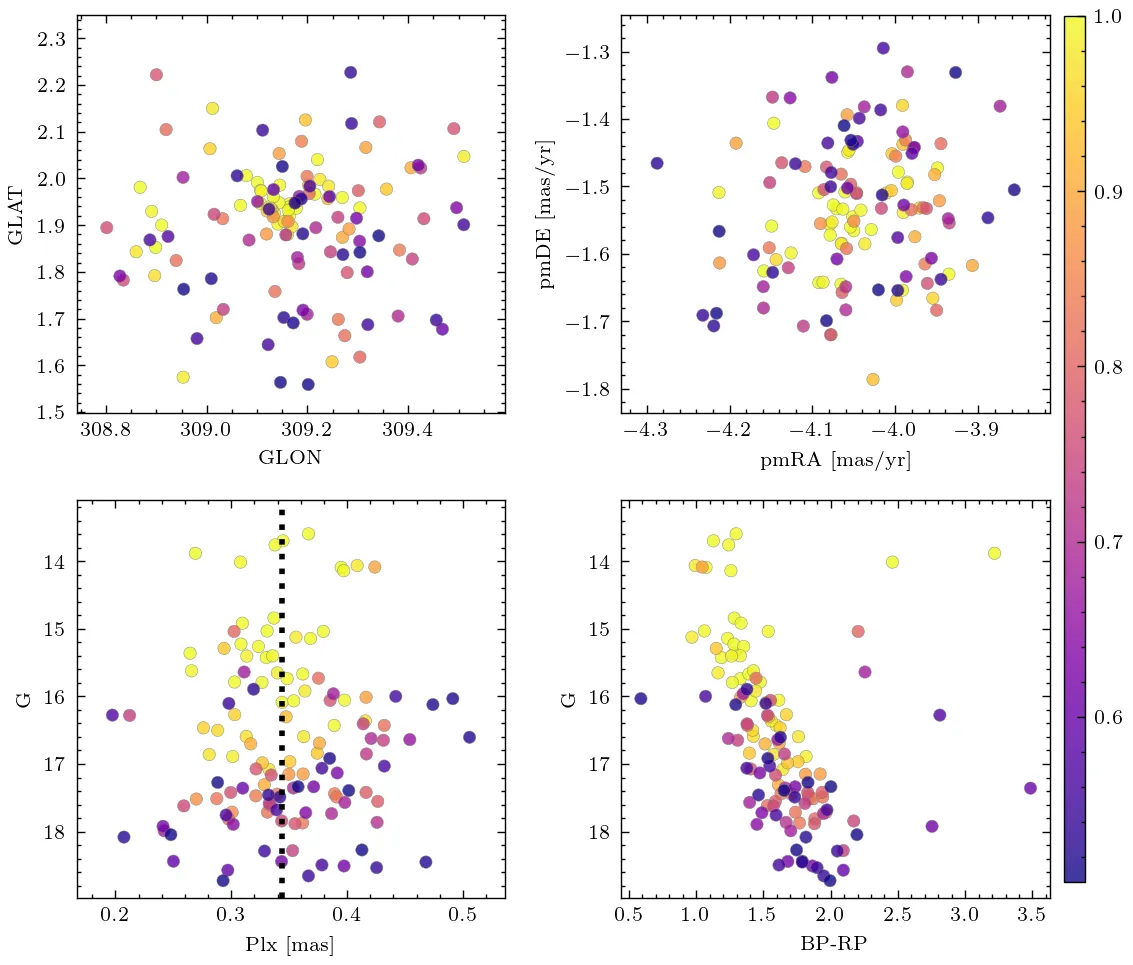 2.3
2.2
2.1
2.0
1.9
1.8
1.7
1.6
1.5
GLAT
308.8 309.0 309.2 309.4
GLON
−1.3
−1.4
−1.5
−1.6
−1.7
−1.8
pmDE [mas/yr]
−4.3 −4.2 −4.1 −4.0 −3.9
pmRA [mas/yr]
14
15
16
17
18
G
0.2 0.3 0.4 0.5
Plx [mas]
14
15
16
17
18
G
0.5 1.0 1.5 2.0 2.5 3.0 3.5
BP-RP
1.0
0.9
0.8
0.7
0.6